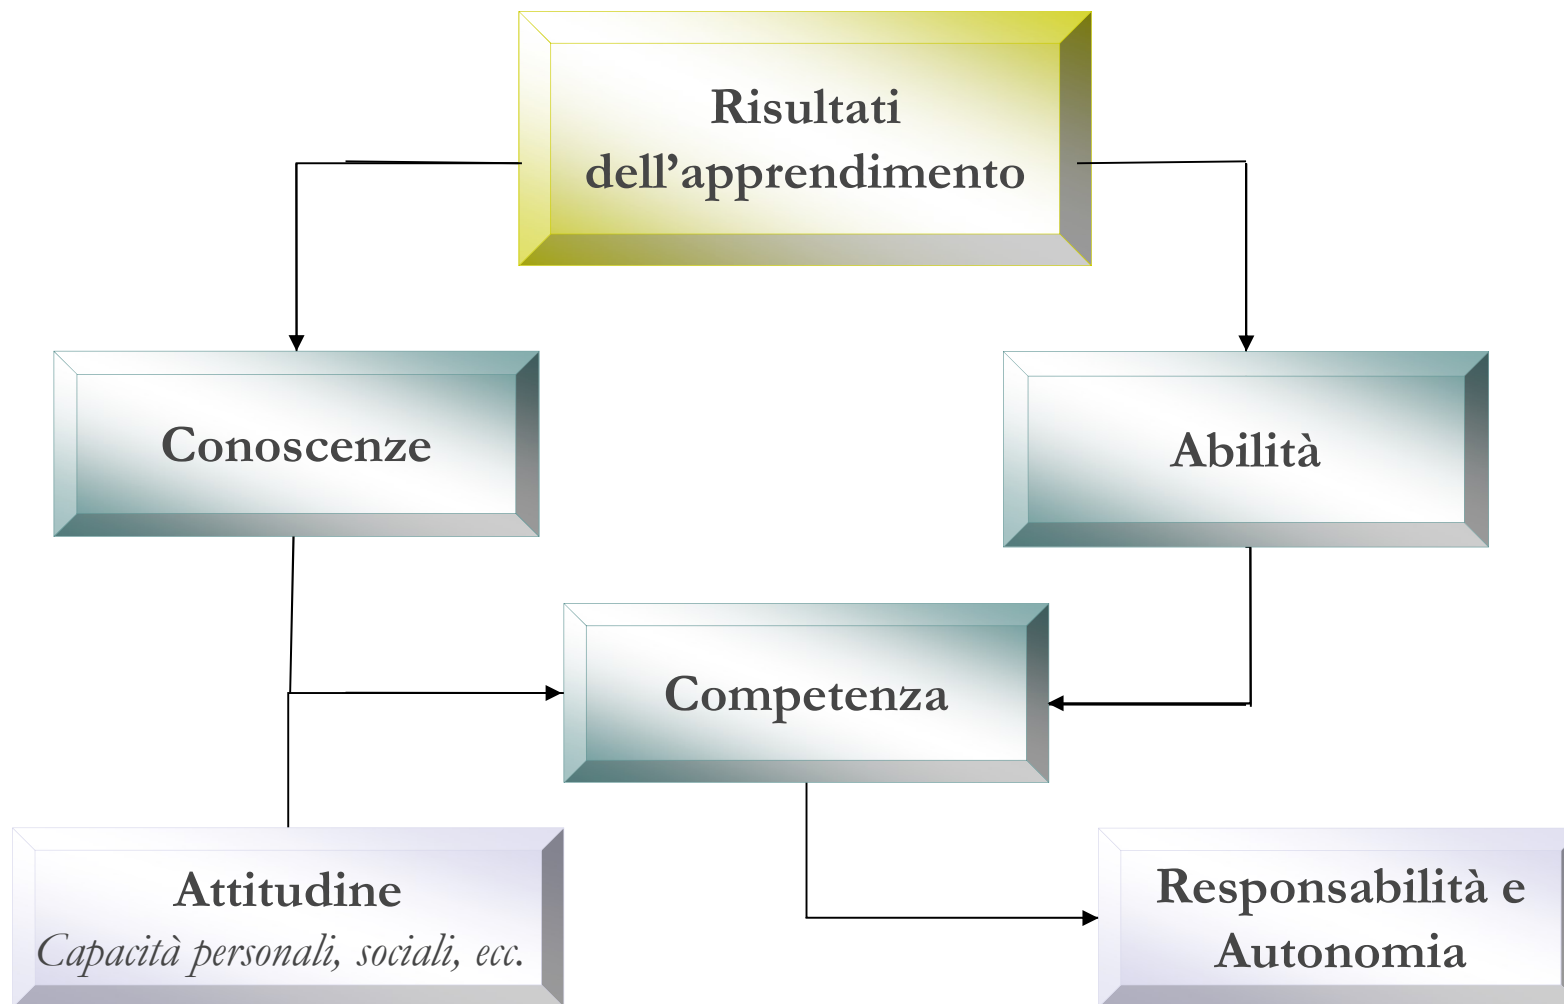 Risultati
dell’apprendimento
Conoscenze
Abilità
Competenza
Attitudine
Capacità personali, sociali, ecc.
Responsabilità e
Autonomia